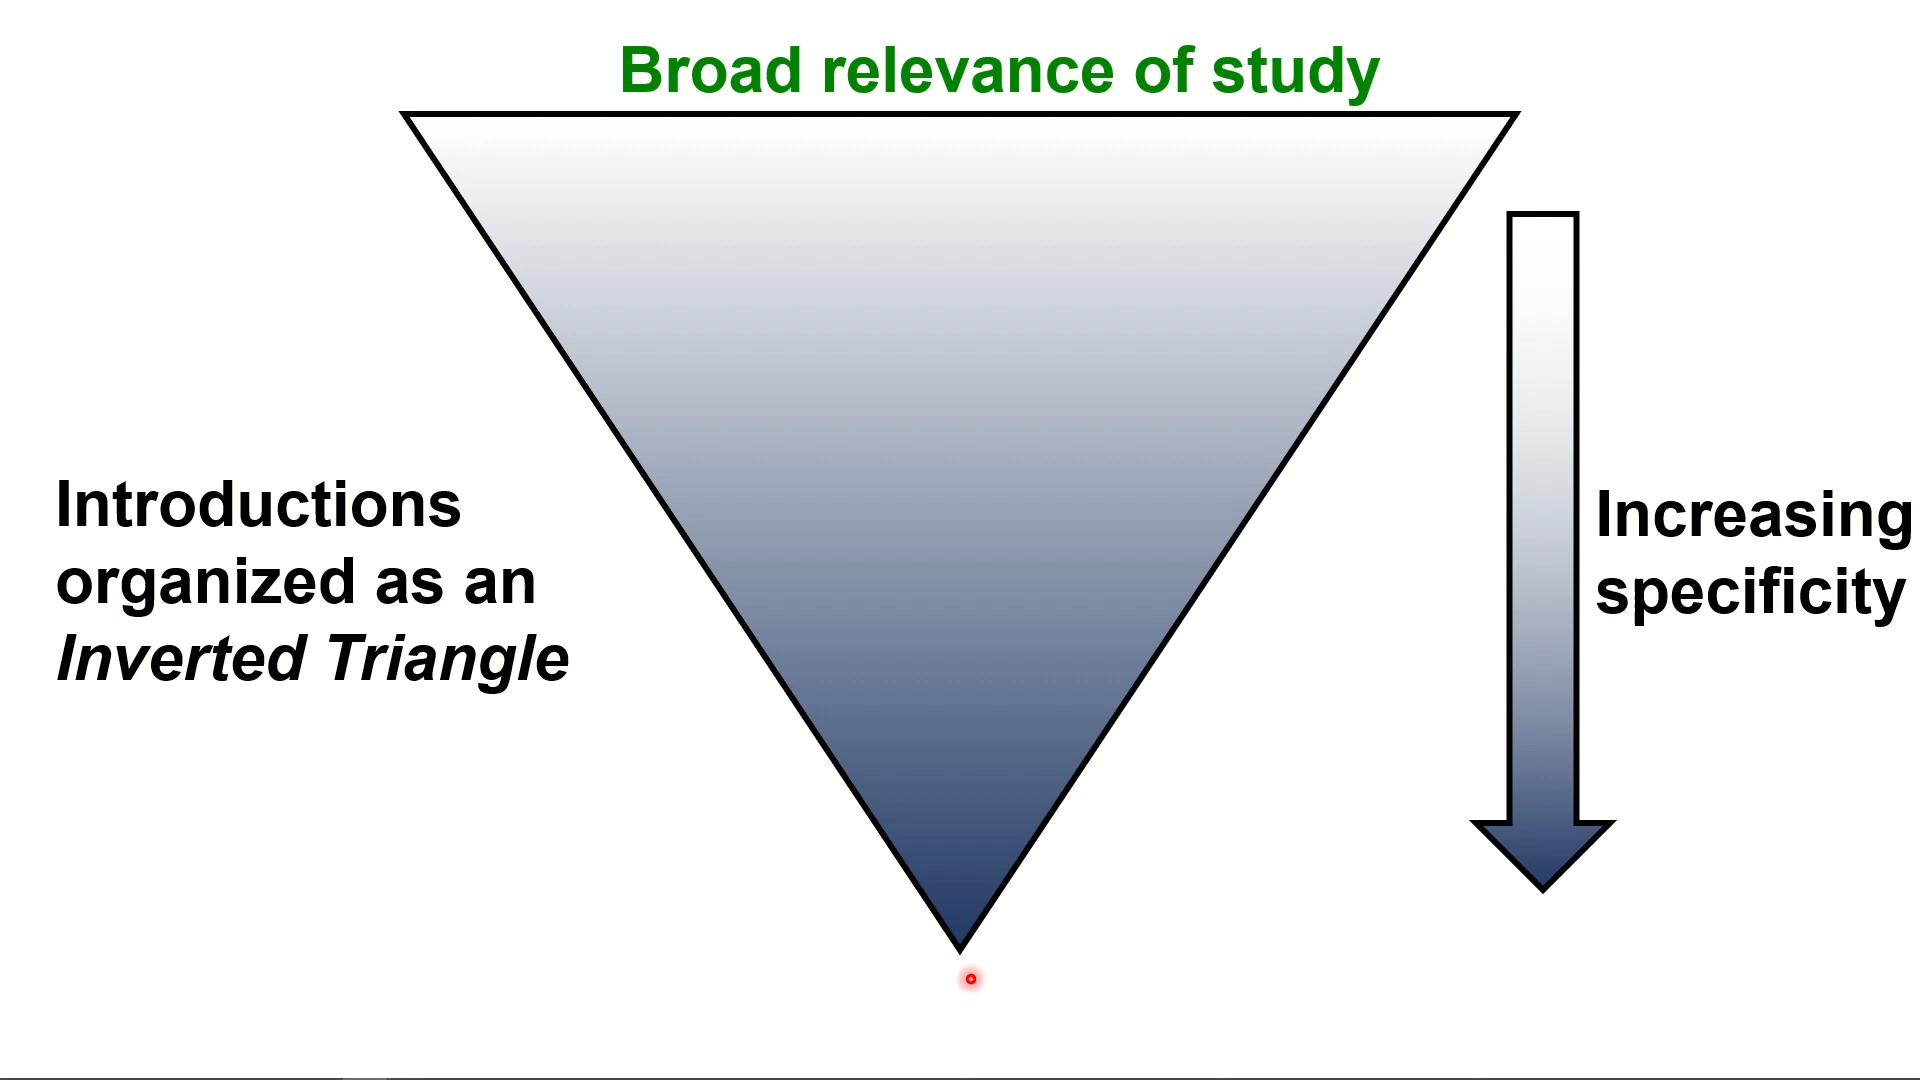 Broad relevance of study
Introductions
organized as an
Inverted Triangle
Increasing
specificity